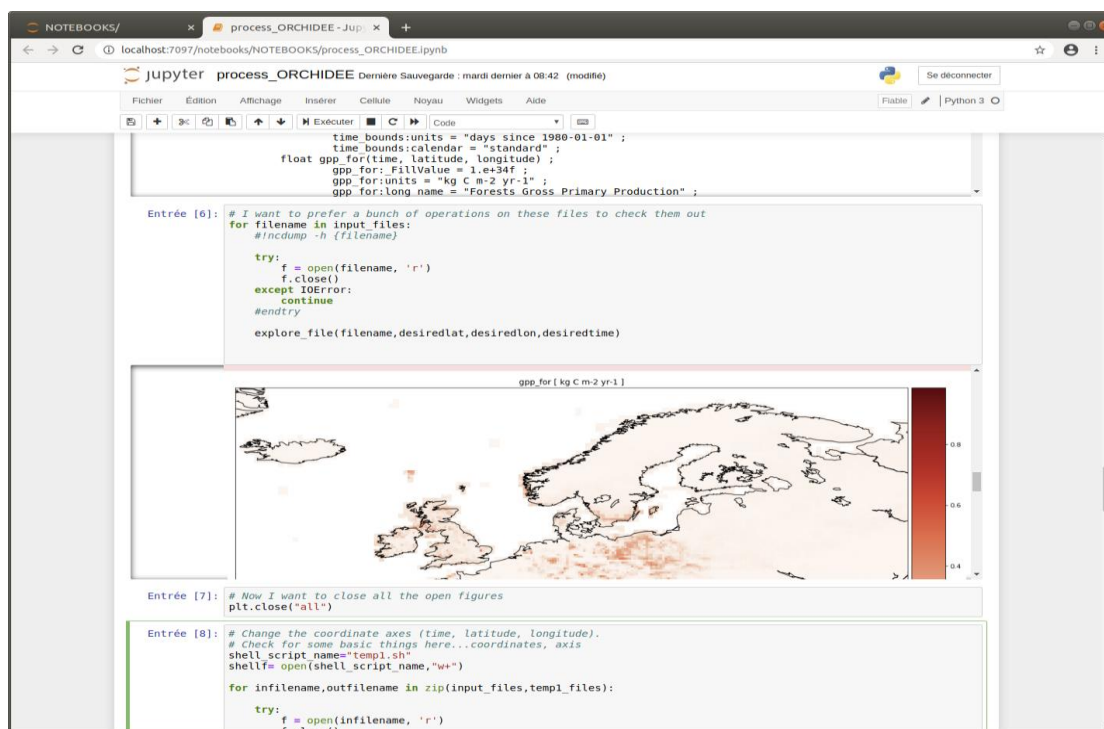 NOTEBOOKS/ × process_ORCHIDEE - Jup × +
localhost:7097/notebooks/NOTEBOOKS/process_ORCHIDEE.ipynb
jupyter process_ORCHIDEE Dernière Sauvegarde : mardi dernier à 08:42 (modifié)
Se déconnecter
Fichier Édition Affichage Insérer Cellule Noyau Widgets Aide
Fiable Python 3
Exécuter Code
time_bounds:units = "days since 1980-01-01" ;
time_bounds:calendar = "standard" ;
float gpp_for(time, latitude, longitude) ;
gpp_for:_FillValue = 1.e+34f ;
gpp_for:units = "kg C m-2 yr-1" ;
gpp_for:long_name = "Forests Gross Primary Production" ;
Entrée [6]: # I want to prefer a bunch of operations on these files to check them out
for filename in input_files:
#!ncdump -h {filename}
try:
f = open(filename, 'r')
f.close()
except IOError:
continue
#endtry
explore_file(filename,desiredlat,desiredlon,desiredtime)
gpp_for [ kg C m-2 yr-1 ]
0.8
0.6
0.4
Entrée [7]: # Now I want to close all the open figures
plt.close("all")
Entrée [8]: # Change the coordinate axes (time, latitude, longitude).
# Check for some basic things here...coordinates, axis
shell_script_name="temp1.sh"
shellf= open(shell_script_name,"w+")
for infilename,outfilename in zip(input_files,temp1_files):
try:
f = open(infilename, 'r')